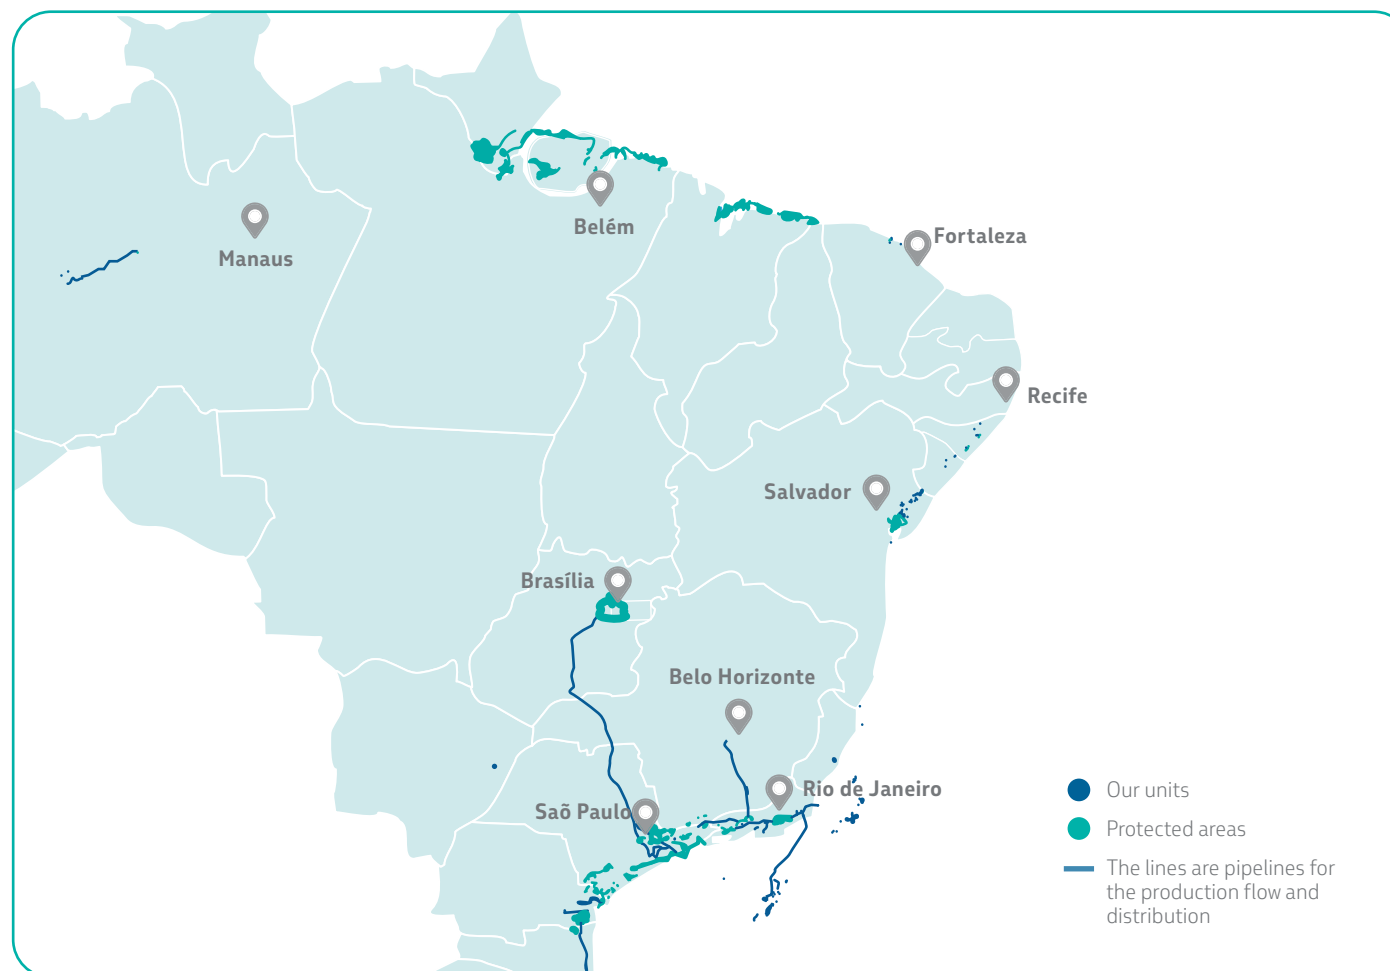 Belém
Manaus
Fortaleza
Recife
Salvador
Brasília
Belo Horizonte
Rio de Janeiro
Saõ Paulo
Our units
Protected areas
The lines are pipelines for
the production flow and
distribution